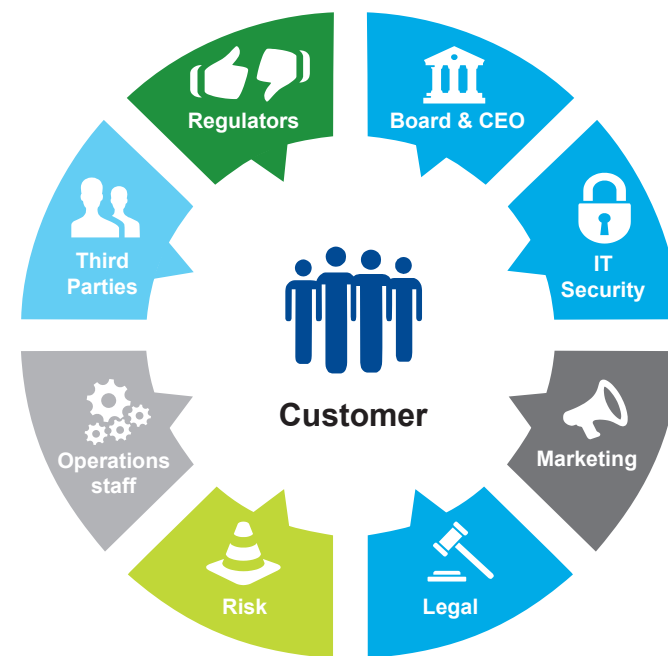 Regulators
Board & CEO
Third
Parties
IT
Security
Customer
Operations
staff
Marketing
Risk
Legal